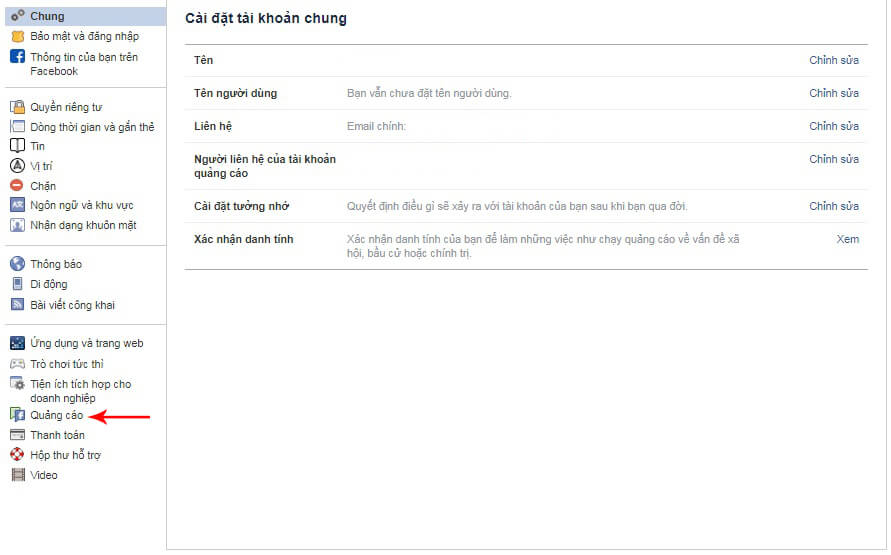 Chung
Bảo mật và đăng nhập
Thông tin của bạn trên
Facebook
Quyền riêng tư
Dòng thời gian và gắn thẻ
Tin
Vị trí
Chặn
Ngôn ngữ và khu vực
Nhận dạng khuôn mặt
Thông báo
Di động
Bài viết công khai
Ứng dụng và trang web
Trò chơi tức thì
Tiện ích tích hợp cho
doanh nghiệp
Quảng cáo
Thanh toán
Hộp thư hỗ trợ
Video
Cài đặt tài khoản chung
Tên Chỉnh sửa
Tên người dùng Bạn vẫn chưa đặt tên người dùng. Chỉnh sửa
Liên hệ Email chính: Chỉnh sửa
Người liên hệ của tài khoản Chỉnh sửa
quảng cáo
Cài đặt tưởng nhớ Quyết định điều gì sẽ xảy ra với tài khoản của bạn sau khi bạn qua đời. Chỉnh sửa
Xác nhận danh tính Xác nhận danh tính của bạn để làm những việc như chạy quảng cáo về vấn đề xã Xem
hội, bầu cử hoặc chính trị.